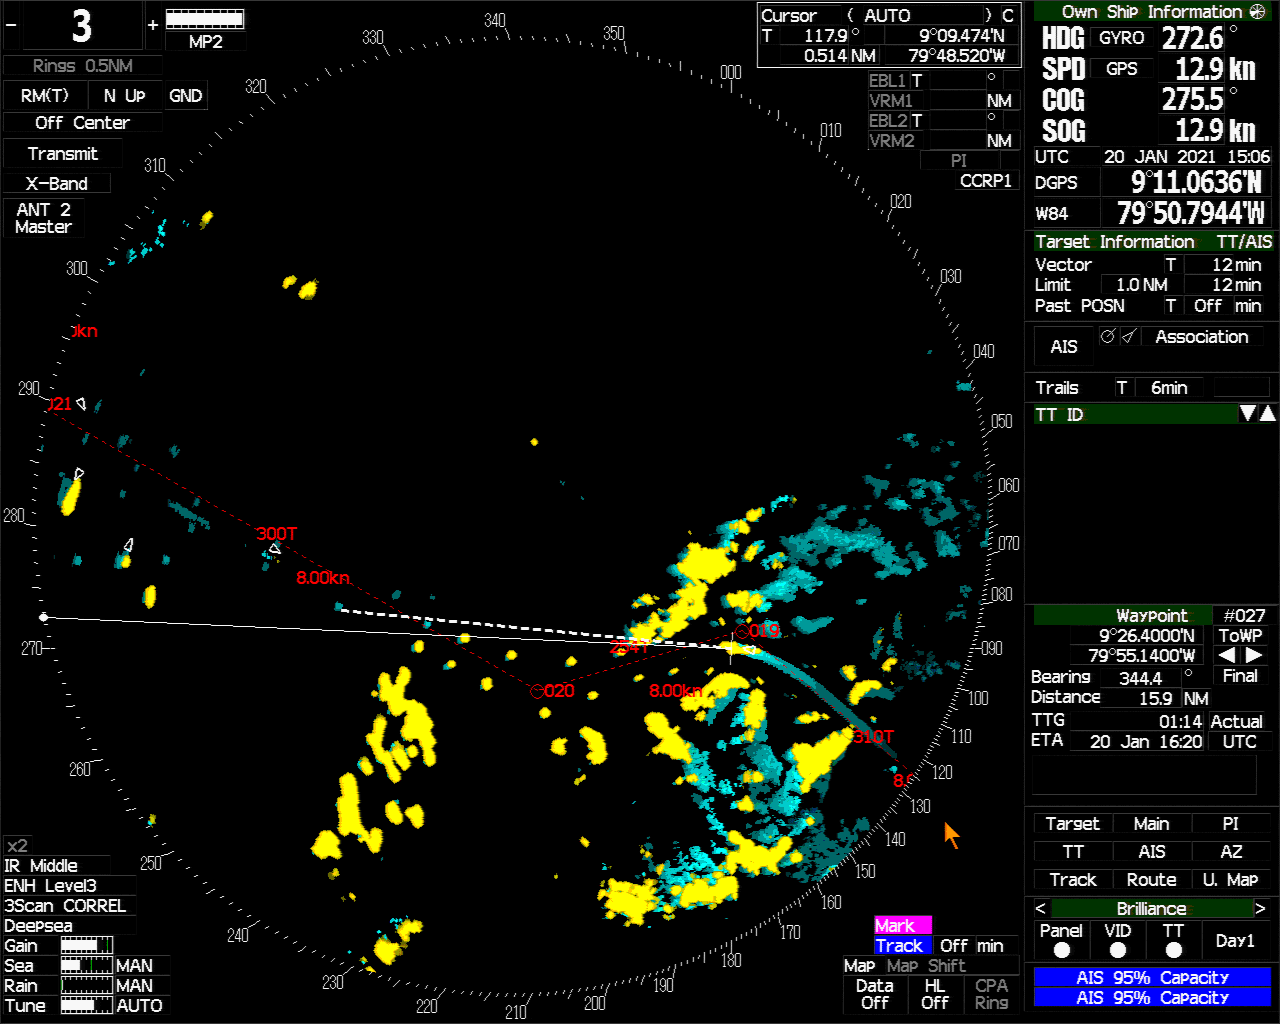 − 3 +
MP2
Rings 0.5NM
RM(T) N Up GND
Off Center
Transmit
X-Band
ANT 2
Master
Cursor ( AUTO ) C
T 117.9° 9°09.474'N
0.514 NM 79°48.520'W
EBL1 T °
VRM1 NM
EBL2 T °
VRM2 NM
PI
CCRP1
340
350
330
000
320
010
310
020
300
030
290
040
280
050
270
060
260
070
250
080
240
090
230
100
220
110
210
120
200
130
190
140
180
150
170
160
kn
021
300T
8.00kn
254T
019
020
8.00kn
310T
8.
Own Ship Information
HDG GYRO 272.6°
SPD GPS 12.9 kn
COG 275.5°
SOG 12.9 kn
UTC 20 JAN 2021 15:06
DGPS 9°11.0636'N
W84 79°50.7944'W
Target Information TT/AIS
Vector T 12 min
Limit 1.0 NM 12 min
Past POSN T Off min
AIS Association
Trails T 6min
TT ID ▼▲
Waypoint #027
9°26.4000'N ToWP
79°55.1400'W ◀ ▶
Bearing 344.4° Final
Distance 15.9 NM
TTG 01:14 Actual
ETA 20 Jan 16:20 UTC
Target Main PI
TT AIS AZ
Track Route U. Map
< Brilliance >
Panel VID TT Day1
AIS 95% Capacity
AIS 95% Capacity
x2
IR Middle
ENH Level3
3Scan CORREL
Deepsea
Gain
Sea MAN
Rain MAN
Tune AUTO
Mark
Track Off min
Map Map Shift
Data HL CPA
Off Off Ring